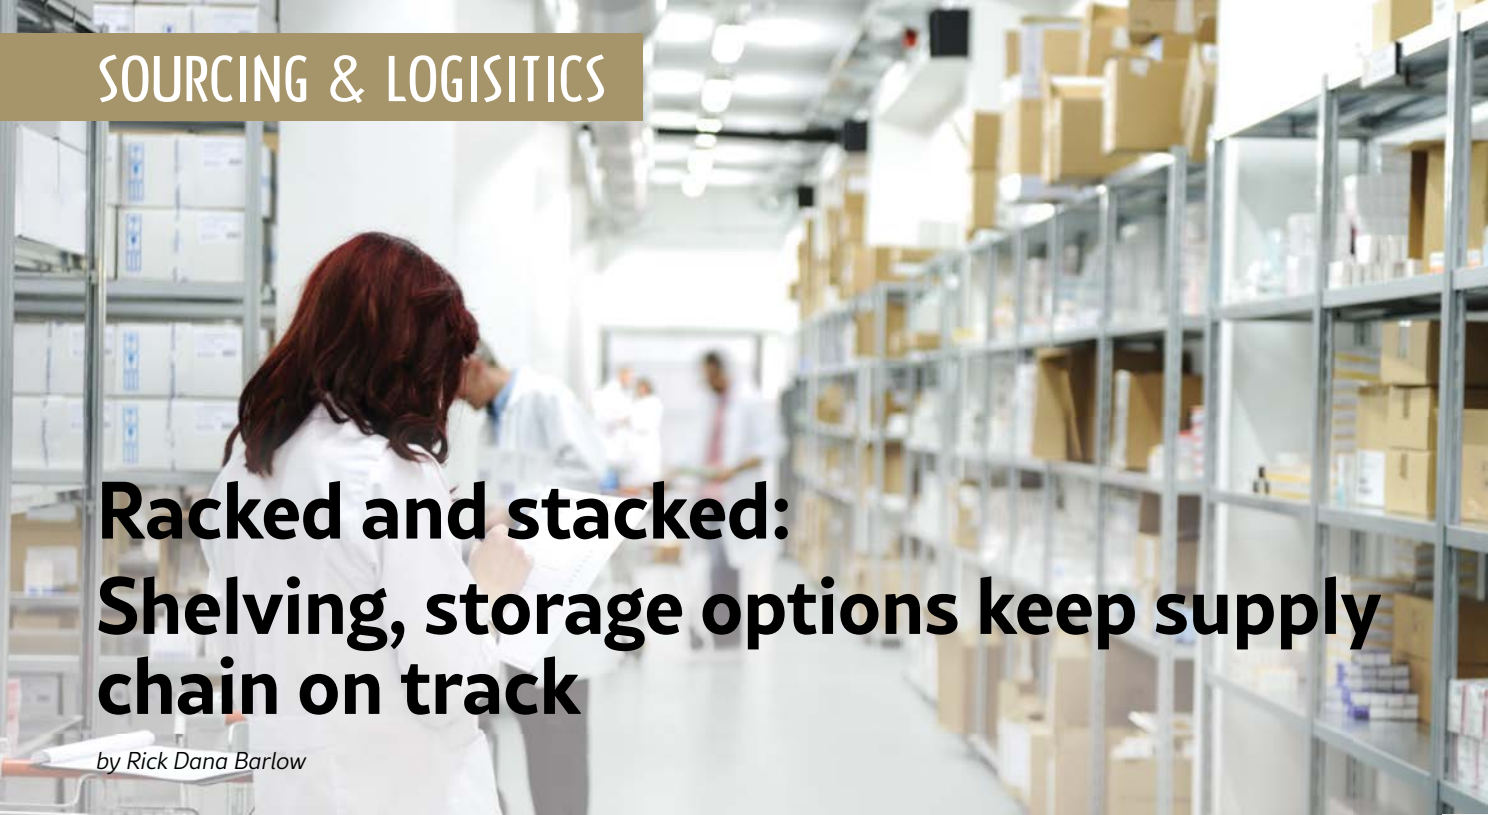 SOURCING & LOGISITICS
Racked and stacked:
Shelving, storage options keep supply
chain on track
by Rick Dana Barlow